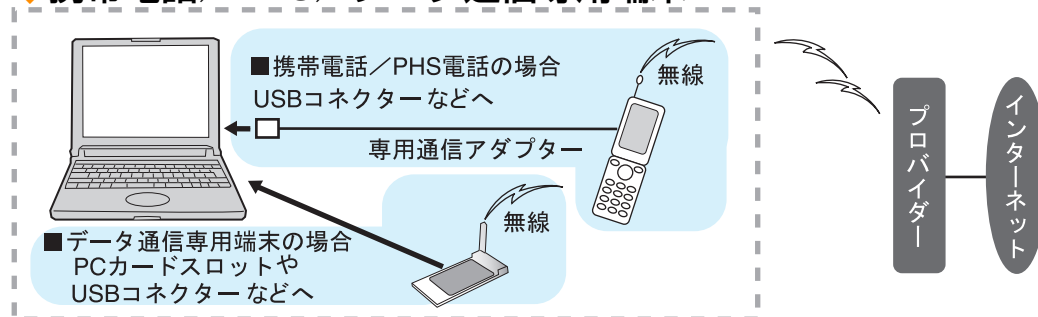 ■携帯電話／PHS電話の場合
USBコネクターなどへ
無線
専用通信アダプター
無線
■データ通信専用端末の場合
PCカードスロットや
USBコネクターなどへ
プロバイダー
インターネット